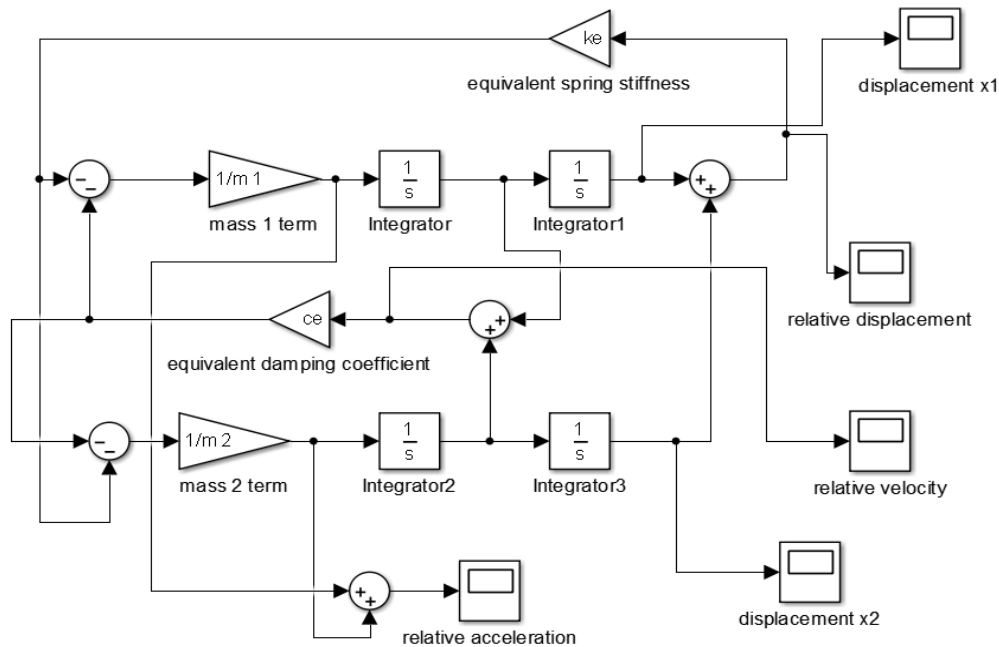 ke
equivalent spring stiffness
displacement x1
− −
1/m 1
1
s
1
s
+ +
mass 1 term
Integrator
Integrator1
ce
+ +
relative displacement
equivalent damping coefficient
− −
1/m 2
1
s
1
s
mass 2 term
Integrator2
Integrator3
relative velocity
+ +
displacement x2
relative acceleration